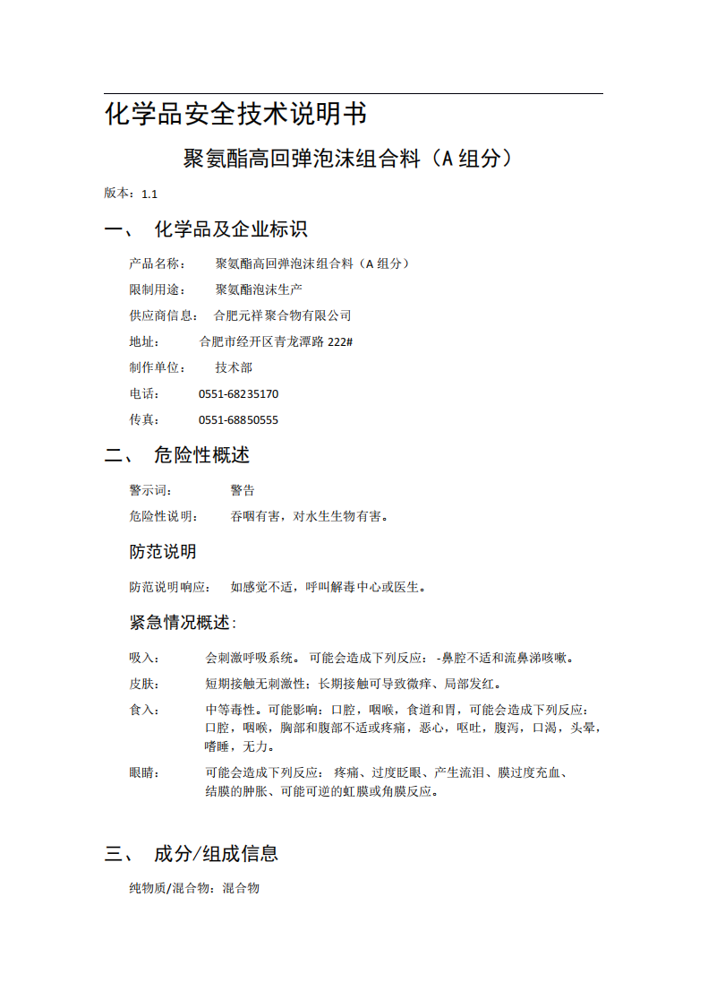 化学品安全技术说明书
聚氨酯高回弹泡沫组合料（A 组分）
版本：1.1
一、 化学品及企业标识
产品名称： 聚氨酯高回弹泡沫组合料（A 组分）
限制用途： 聚氨酯泡沫生产
供应商信息： 合肥元祥聚合物有限公司
地址： 合肥市经开区青龙潭路 222#
制作单位： 技术部
电话： 0551-68235170
传真： 0551-68850555
二、 危险性概述
警示词： 警告
危险性说明： 吞咽有害，对水生生物有害。
防范说明
防范说明响应： 如感觉不适，呼叫解毒中心或医生。
紧急情况概述:
吸入： 会刺激呼吸系统。 可能会造成下列反应： -鼻腔不适和流鼻涕咳嗽。
皮肤： 短期接触无刺激性；长期接触可导致微痒、局部发红。
食入： 中等毒性。可能影响：口腔，咽喉，食道和胃，可能会造成下列反应：
口腔，咽喉，胸部和腹部不适或疼痛，恶心，呕吐，腹泻，口渴，头晕，
嗜睡，无力。
眼睛： 可能会造成下列反应： 疼痛、过度眨眼、产生流泪、膜过度充血、
结膜的肿胀、可能可逆的虹膜或角膜反应。
三、 成分/组成信息
纯物质/混合物：混合物